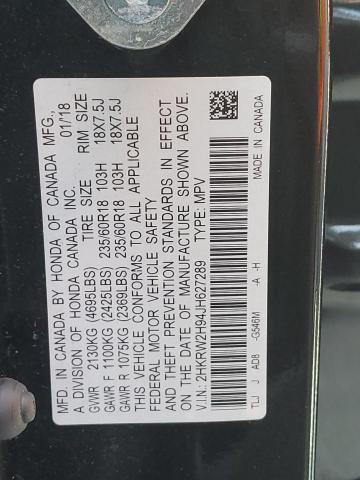 MFD. IN CANADA BY HONDA OF CANADA MFG.,
A DIVISION OF HONDA CANADA INC. 01/18
GVWR 2130KG (4695LBS) TIRE SIZE RIM SIZE
GAWR F 1100KG (2425LBS) 235/60R18 103H 18X7.5J
GAWR R 1075KG (2369LBS) 235/60R18 103H 18X7.5J
THIS VEHICLE CONFORMS TO ALL APPLICABLE
FEDERAL MOTOR VEHICLE SAFETY
AND THEFT PREVENTION STANDARDS IN EFFECT
ON THE DATE OF MANUFACTURE SHOWN ABOVE.
V.I.N.: 2HKRW2H94JH627289 TYPE: MPV
TLJ J AD8 -G546M -A -H
MADE IN CANADA